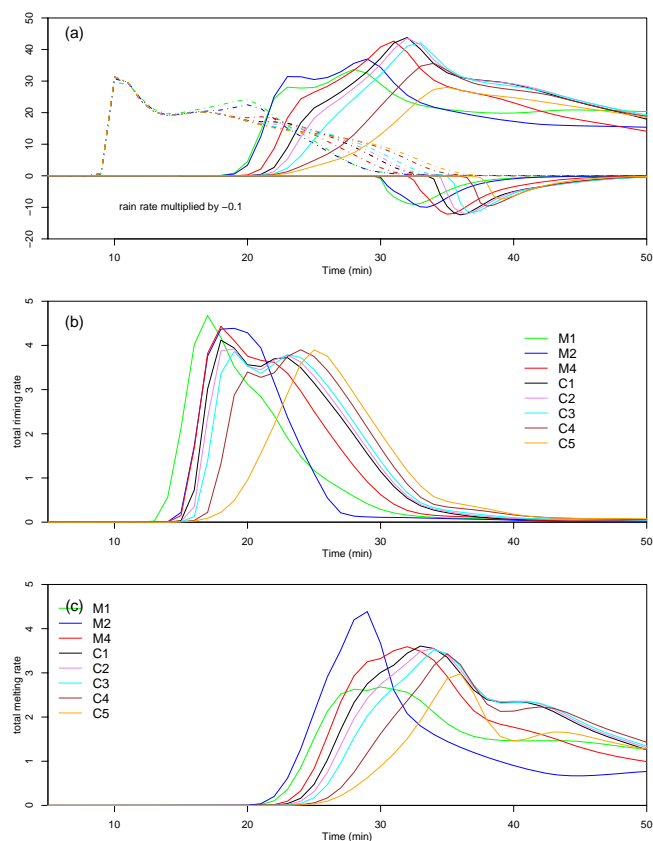 (a)
50
40
30
20
10
0
−10
−20
rain rate multiplied by −0.1
10 20 30 40 50
Time (min)
(b)
5
4
3
2
1
0
total riming rate
M1
M2
M4
C1
C2
C3
C4
C5
10 20 30 40 50
Time (min)
(c)
5
4
3
2
1
0
total melting rate
M1
M2
M4
C1
C2
C3
C4
C5
10 20 30 40 50
Time (min)